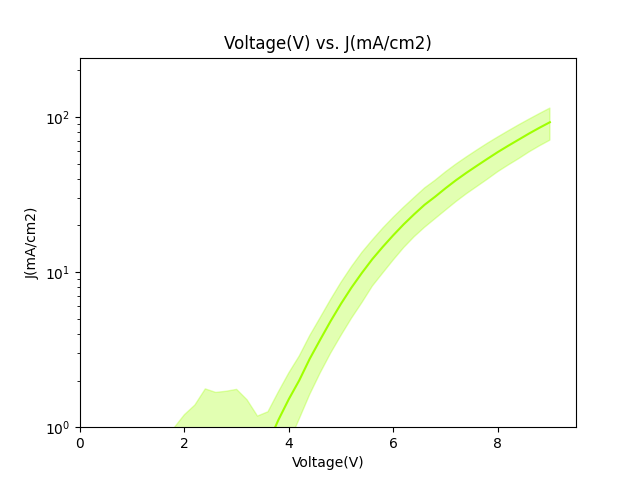 Voltage(V) vs. J(mA/cm2)
J(mA/cm2)
10²
10¹
10⁰
0 2 4 6 8
Voltage(V)